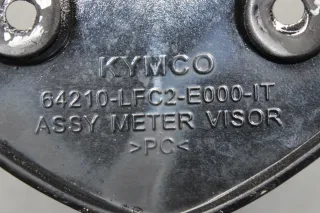 KYMCO
64210-LFC2-E000-IT
ASSY METER VISOR
>PC<